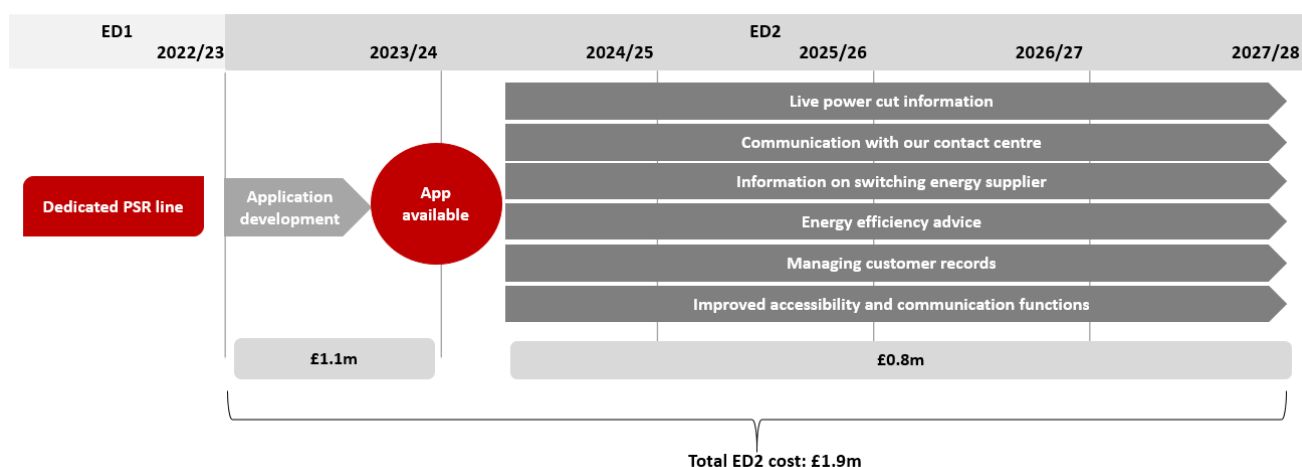 ED1
ED2
2022/23
2023/24
2024/25
2025/26
2026/27
2027/28
Live power cut information
Communication with our contact centre
Information on switching energy supplier
Energy efficiency advice
Managing customer records
Improved accessibility and communication functions
Dedicated PSR line
Application
development
App
available
£1.1m
£0.8m
Total ED2 cost: £1.9m